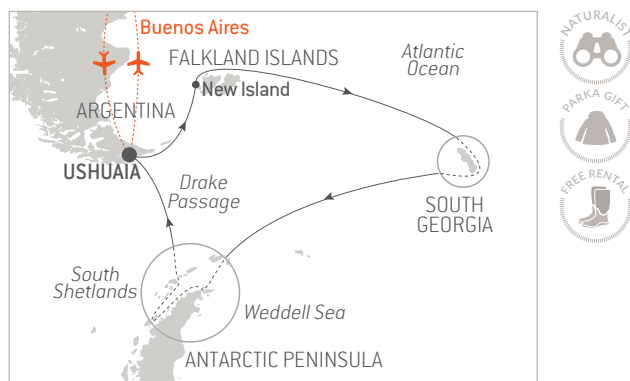 Buenos Aires
FALKLAND ISLANDS
Atlantic
Ocean
New Island
ARGENTINA
USHUAIA
Drake
Passage
SOUTH
GEORGIA
South
Shetlands
Weddell Sea
ANTARCTIC PENINSULA
NATURALIST
PARKA GIFT
FREE RENTAL